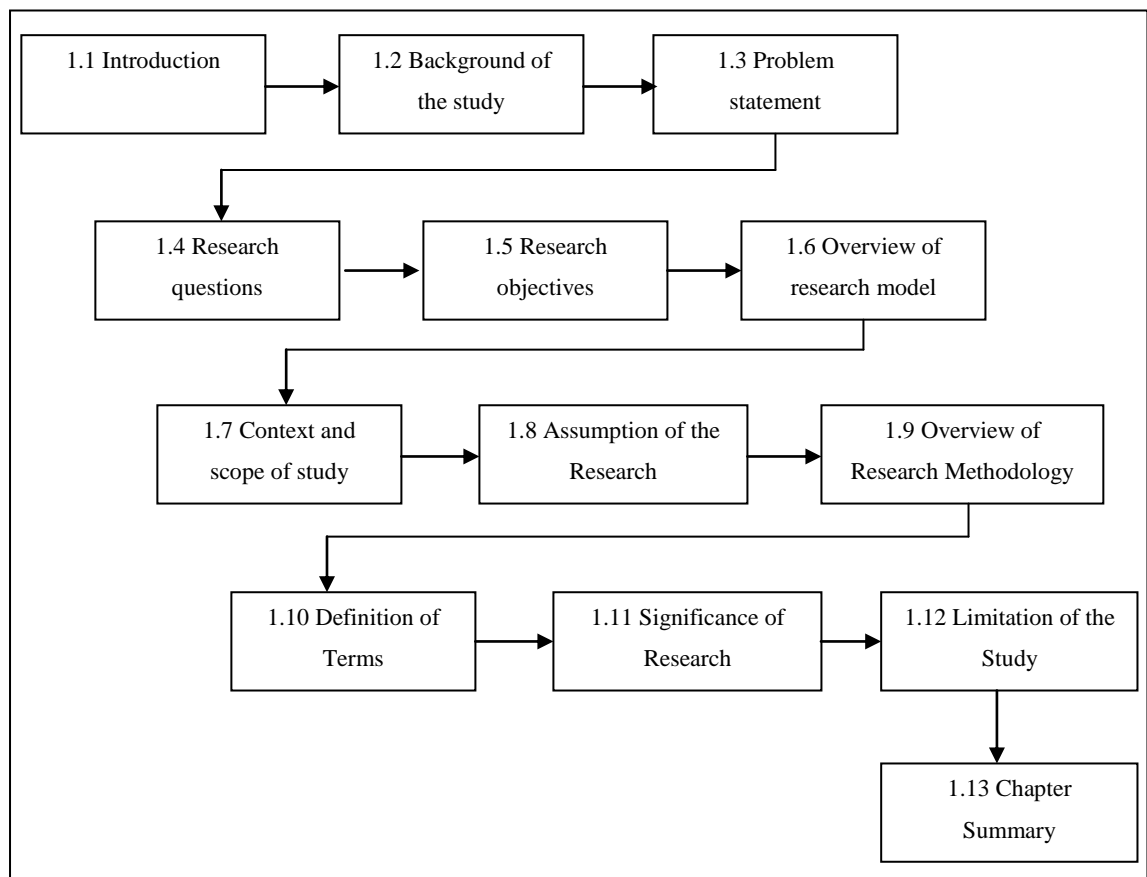 1.1 Introduction
1.2 Background of
the study
1.3 Problem
statement
1.4 Research
questions
1.5 Research
objectives
1.6 Overview of
research model
1.7 Context and
scope of study
1.8 Assumption of the
Research
1.9 Overview of
Research Methodology
1.10 Definition of
Terms
1.11 Significance of
Research
1.12 Limitation of the
Study
1.13 Chapter
Summary